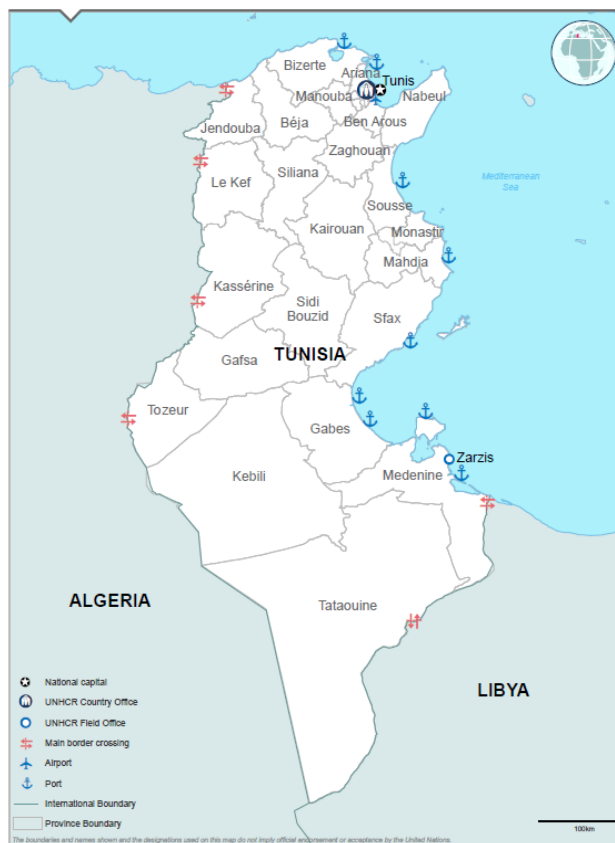 Bizerte
Ariana
Tunis
Manouba
Nabeul
Jendouba
Béja
Ben Arous
Zaghouan
Le Kef
Siliana
Mediterranean
Sea
Sousse
Kairouan
Monastir
Mahdia
Kassérine
Sidi
Bouzid
Sfax
TUNISIA
Gafsa
Tozeur
Gabes
Zarzis
Kebili
Medenine
ALGERIA
Tataouine
LIBYA
National capital
UNHCR Country Office
UNHCR Field Office
Main border crossing
Airport
Port
International Boundary
Province Boundary
100km
The boundaries and names shown and the designations used on this map do not imply official endorsement or acceptance by the United Nations.